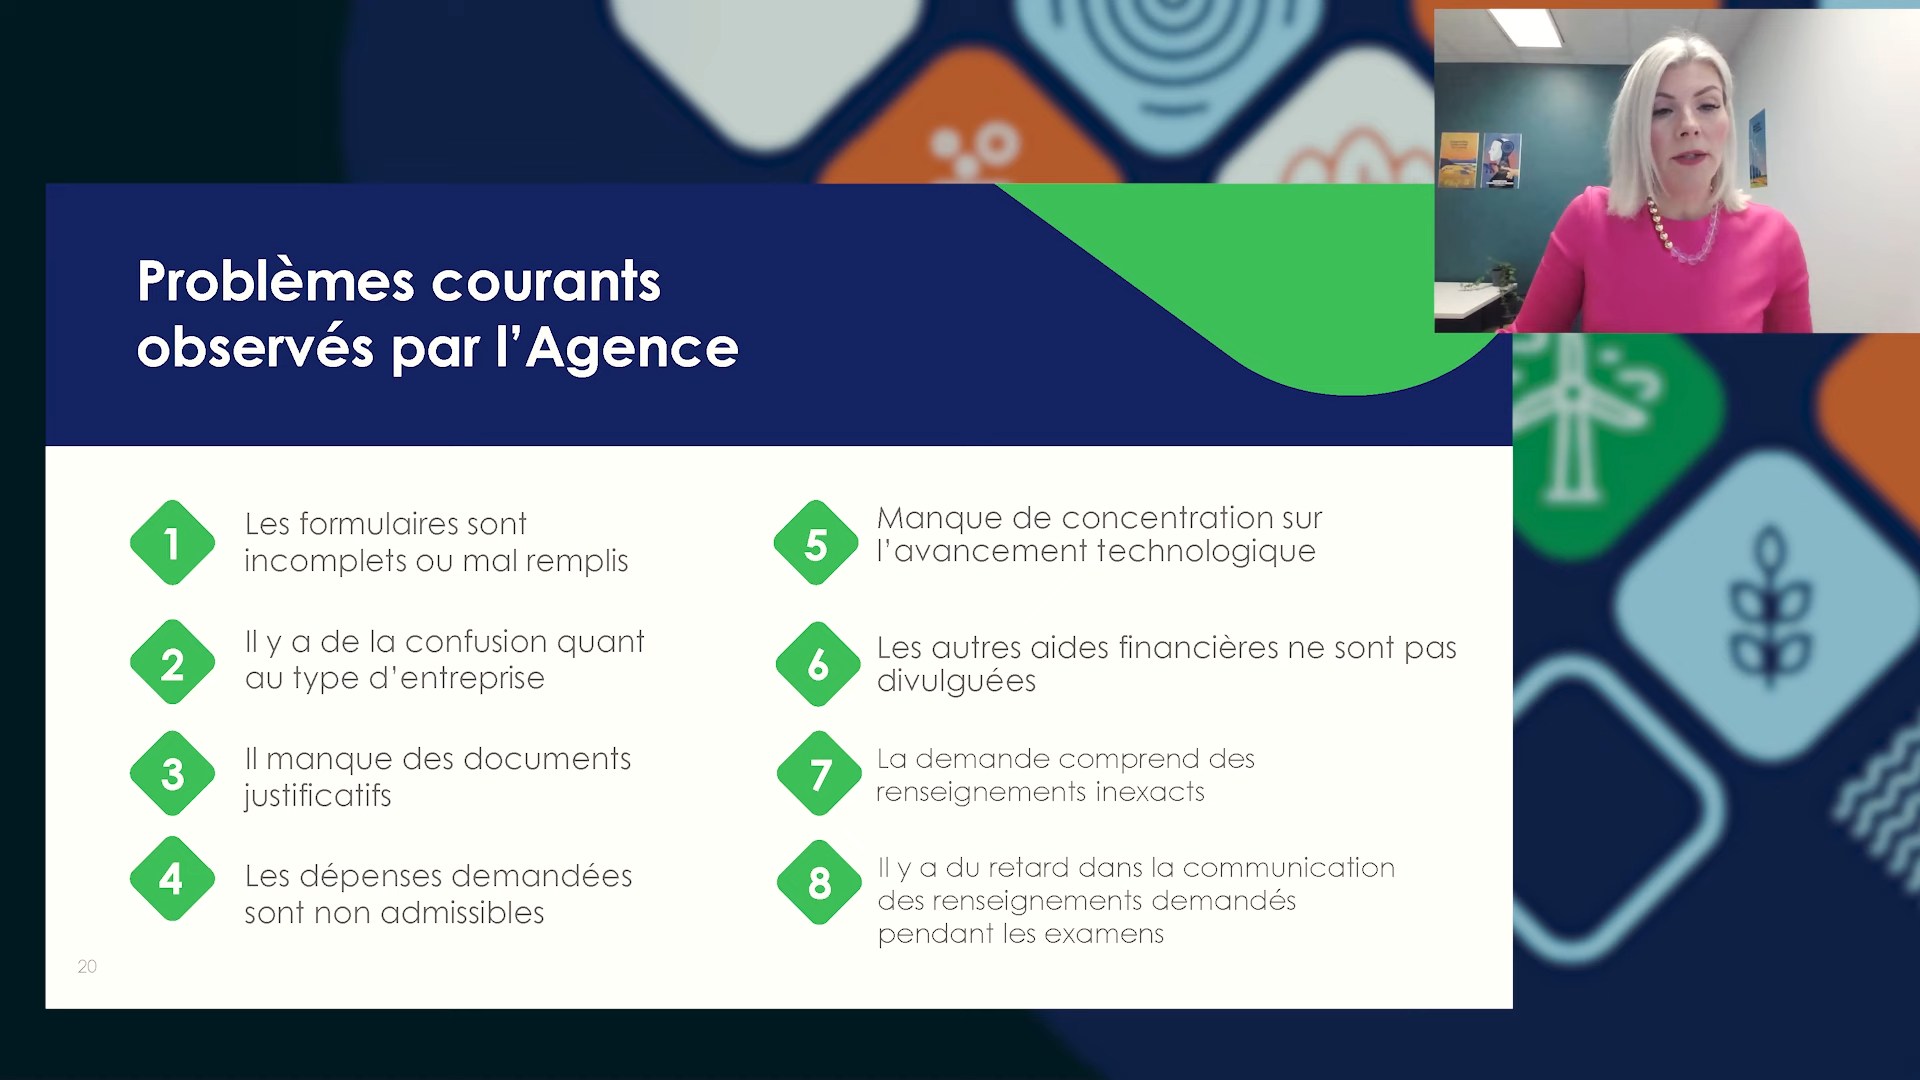 Problèmes courants
observés par l’Agence
1
Les formulaires sont
incomplets ou mal remplis
2
Il y a de la confusion quant
au type d’entreprise
3
Il manque des documents
justificatifs
4
Les dépenses demandées
sont non admissibles
5
Manque de concentration sur
l’avancement technologique
6
Les autres aides financières ne sont pas
divulguées
7
La demande comprend des
renseignements inexacts
8
Il y a du retard dans la communication
des renseignements demandés
pendant les examens
20